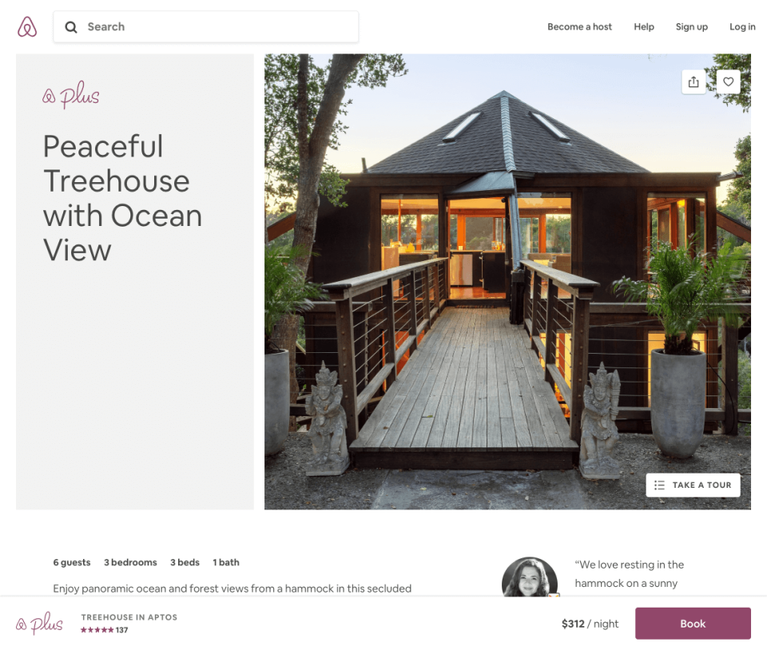 Search
Become a host
Help
Sign up
Log in
plus
Peaceful
Treehouse
with Ocean
View
TAKE A TOUR
6 guests 3 bedrooms 3 beds 1 bath
Enjoy panoramic ocean and forest views from a hammock in this secluded
“We love resting in the
hammock on a sunny
plus
TREEHOUSE IN APTOS
★★★★★ 137
$312 / night
Book